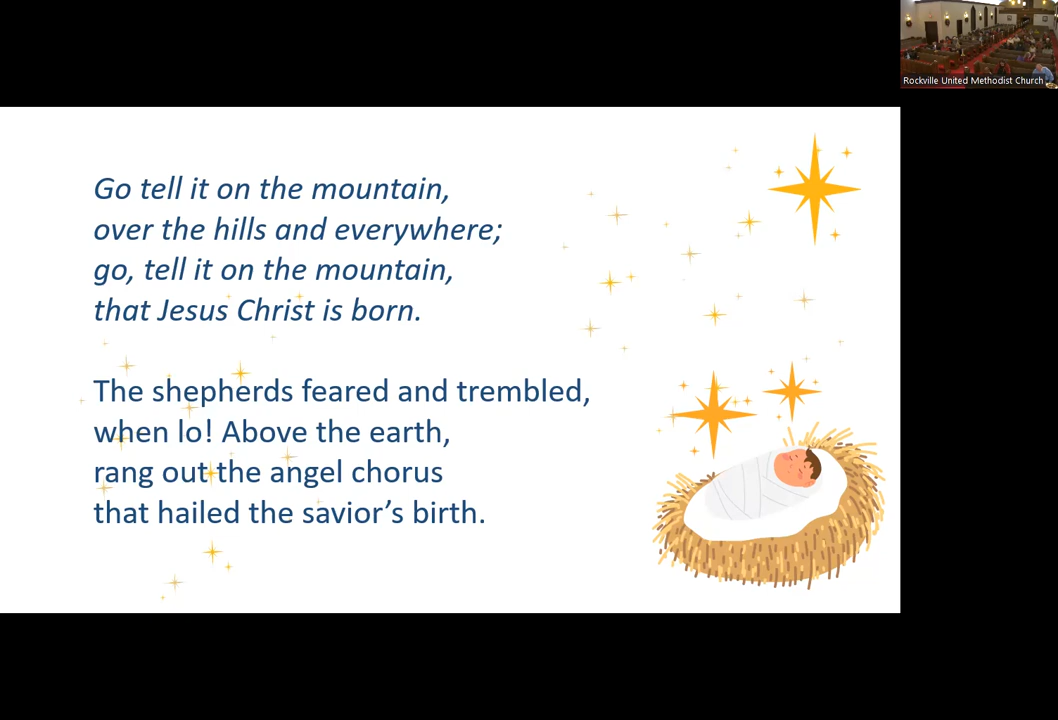 Rockville United Methodist Church
Go tell it on the mountain,
over the hills and everywhere;
go, tell it on the mountain,
that Jesus Christ is born.
The shepherds feared and trembled,
when lo! Above the earth,
rang out the angel chorus
that hailed the savior’s birth.